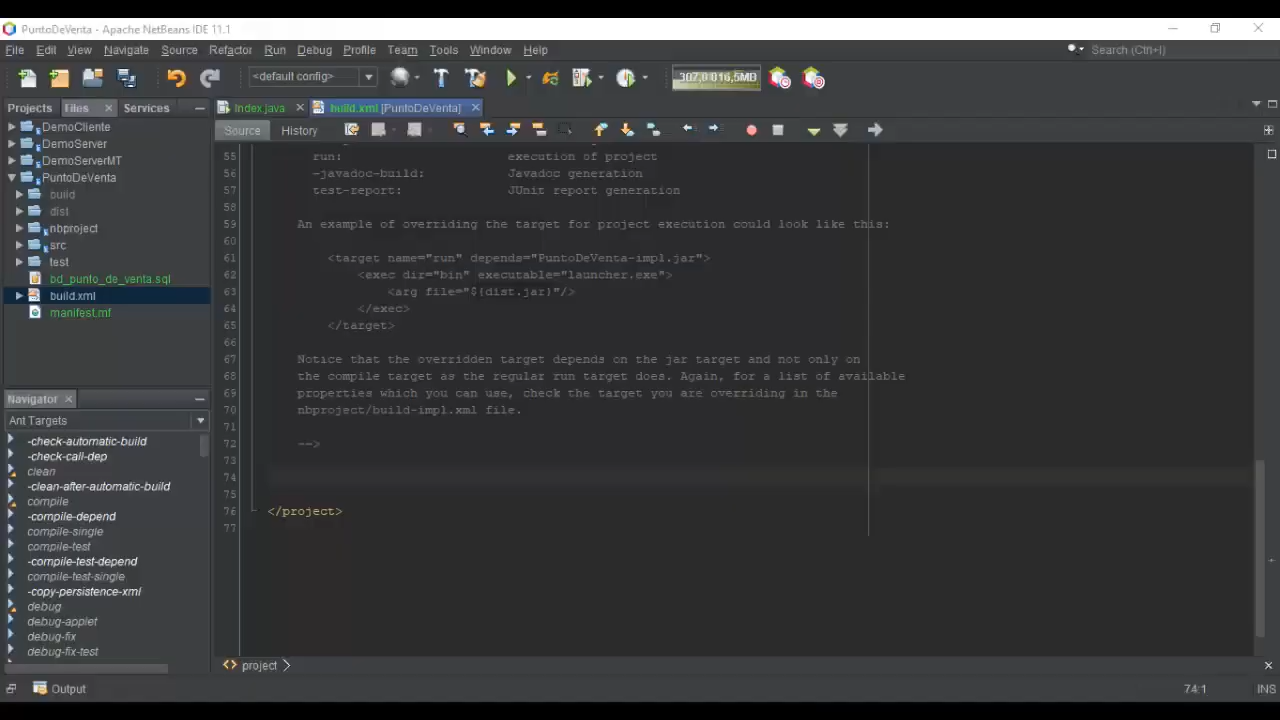 PuntoDeVenta - Apache NetBeans IDE 11.1
File Edit View Navigate Source Refactor Run Debug Profile Team Tools Window Help
Search (Ctrl+I)
<default config>
Projects Files Services
Index.java
build.xml [PuntoDeVenta]
Source History
DemoCliente
DemoServer
DemoServerMT
PuntoDeVenta
build
dist
nbproject
src
test
bd_punto_de_venta.sql
build.xml
manifest.mf
55 run: execution of project
56 -javadoc-build: Javadoc generation
57 test-report: JUnit report generation
58
59 An example of overriding the target for project execution could look like this:
60
61 <target name="run" depends="PuntoDeVenta-impl.jar">
62 <exec dir="bin" executable="launcher.exe">
63 <arg file="${dist.jar}"/>
64 </exec>
65 </target>
66
67 Notice that the overridden target depends on the jar target and not only on
68 the compile target as the regular run target does. Again, for a list of available
69 properties which you can use, check the target you are overriding in the
70 nbproject/build-impl.xml file.
71
72 -->
73
74
75
76 </project>
77
Navigator
Ant Targets
-check-automatic-build
-check-call-dep
clean
-clean-after-automatic-build
compile
-compile-depend
compile-single
compile-test
-compile-test-depend
compile-test-single
-copy-persistence-xml
debug
debug-applet
debug-fix
debug-fix-test
project
Output
74:1 INS